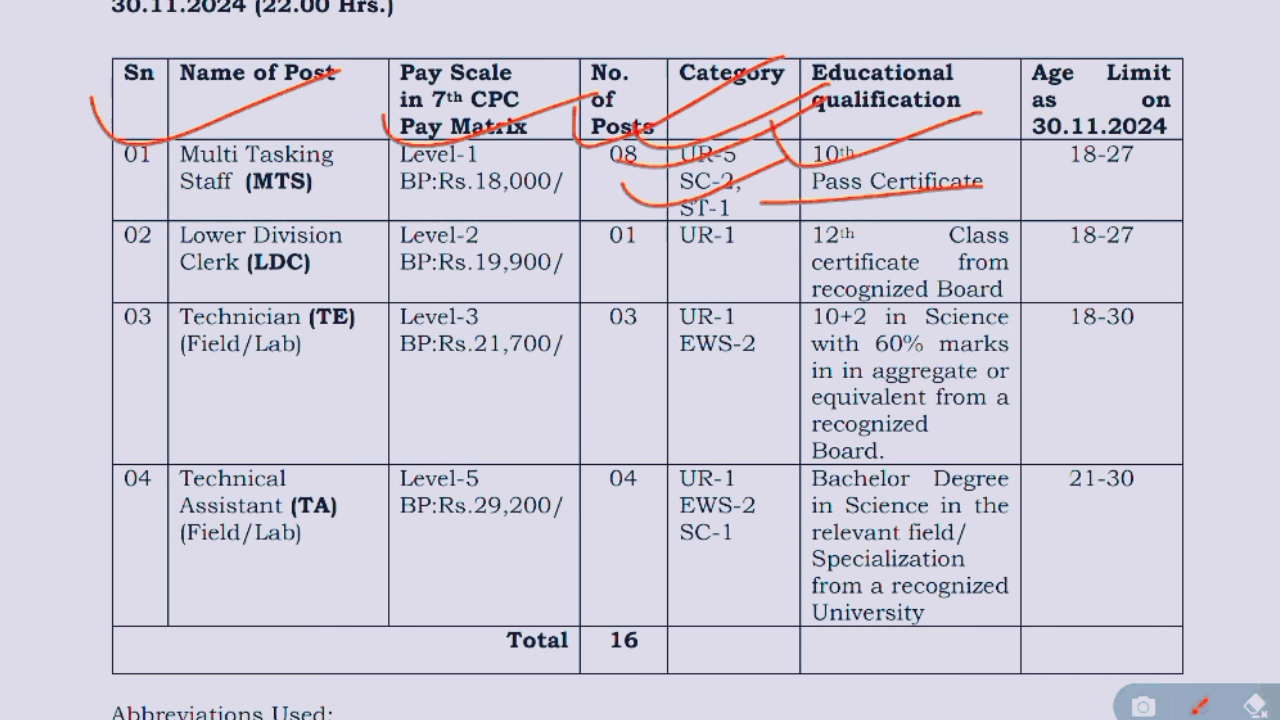 30.11.2024 (22.00 Hrs.)
Sn
Name of Post
Pay Scale
in 7th CPC
Pay Matrix
No.
of
Posts
Category
Educational
qualification
Age Limit
as on
30.11.2024
01
Multi Tasking
Staff (MTS)
Level-1
BP:Rs.18,000/
08
UR-5
SC-2,
ST-1
10th
Pass Certificate
18-27
02
Lower Division
Clerk (LDC)
Level-2
BP:Rs.19,900/
01
UR-1
12th Class
certificate from
recognized Board
18-27
03
Technician (TE)
(Field/Lab)
Level-3
BP:Rs.21,700/
03
UR-1
EWS-2
10+2 in Science
with 60% marks
in in aggregate or
equivalent from a
recognized
Board.
18-30
04
Technical
Assistant (TA)
(Field/Lab)
Level-5
BP:Rs.29,200/
04
UR-1
EWS-2
SC-1
Bachelor Degree
in Science in the
relevant field/
Specialization
from a recognized
University
21-30
Total 16
Abbreviations Used: